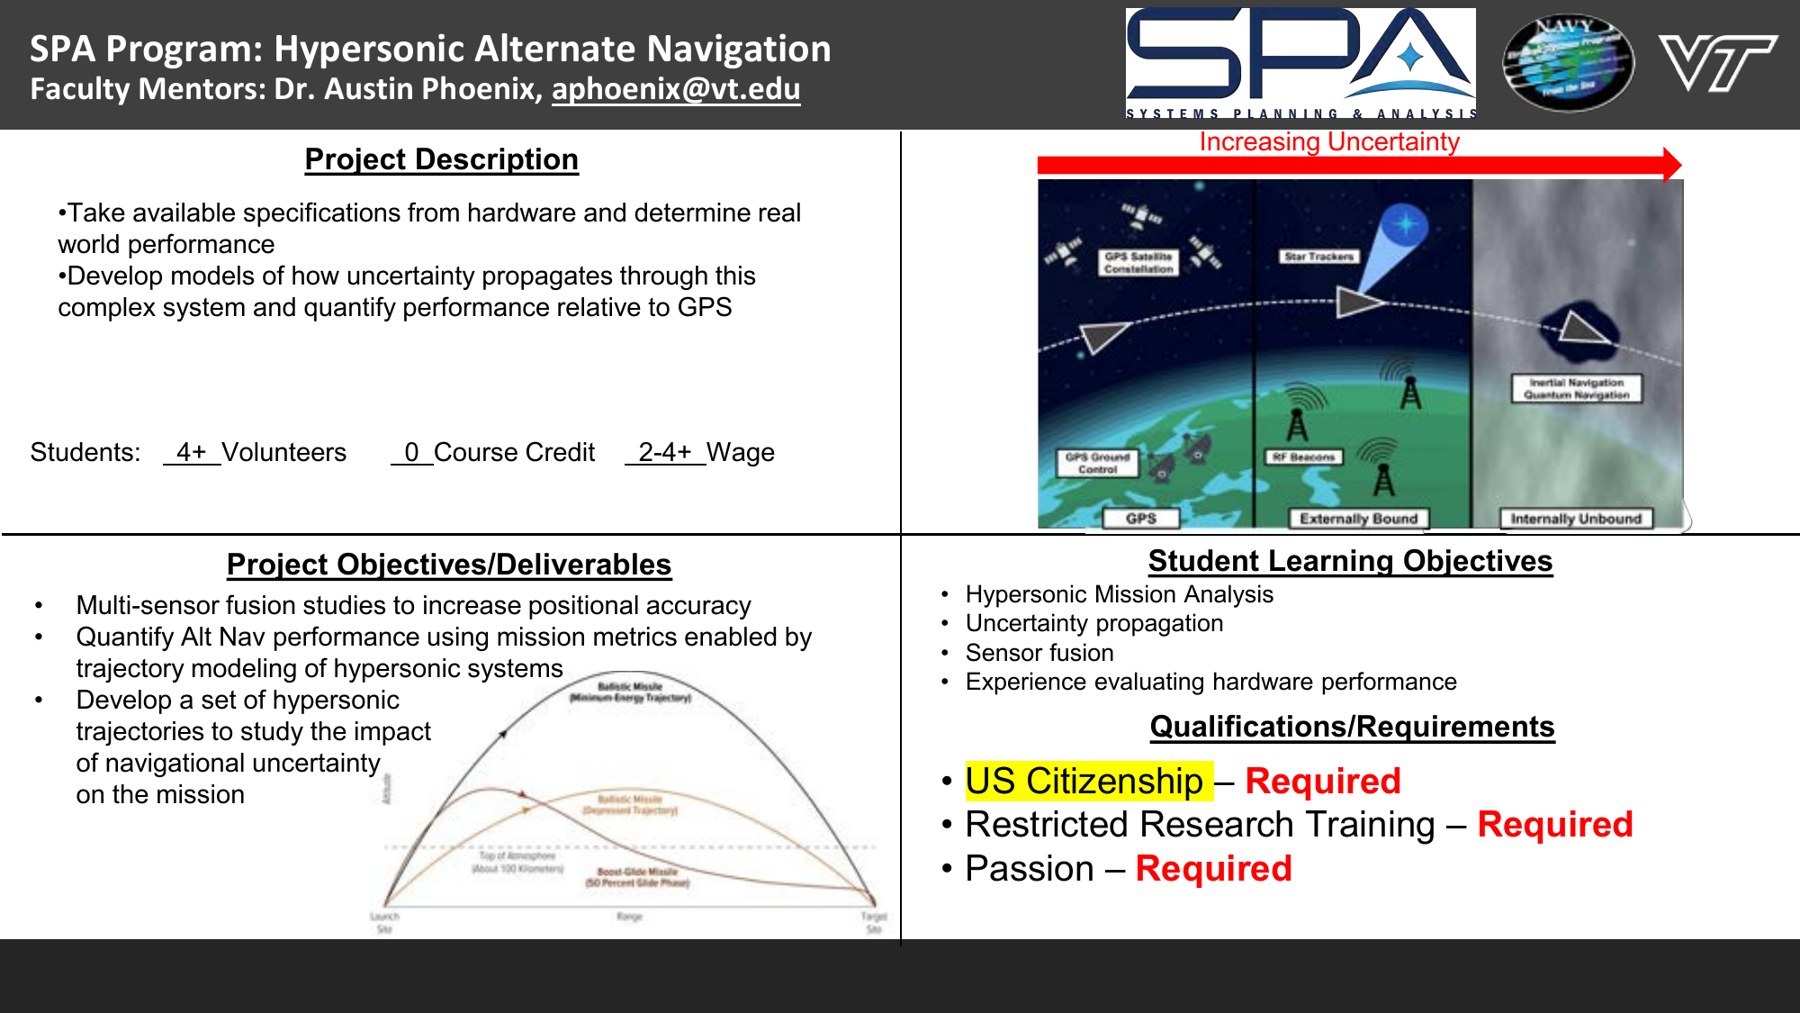 SPA Program: Hypersonic Alternate Navigation
Faculty Mentors: Dr. Austin Phoenix, aphoenix@vt.edu
SPA
SYSTEMS PLANNING & ANALYSIS
NAVY
From the Sea
VT
Project Description
•Take available specifications from hardware and determine real
world performance
•Develop models of how uncertainty propagates through this
complex system and quantify performance relative to GPS
Students: 4+ Volunteers 0 Course Credit 2-4+ Wage
Increasing Uncertainty
GPS Satellite
Constellation
Star Trackers
Inertial Navigation
Quantum Navigation
GPS Ground
Control
RF Beacons
GPS
Externally Bound
Internally Unbound
Project Objectives/Deliverables
• Multi-sensor fusion studies to increase positional accuracy
• Quantify Alt Nav performance using mission metrics enabled by
trajectory modeling of hypersonic systems
• Develop a set of hypersonic
trajectories to study the impact
of navigational uncertainty
on the mission
Ballistic Missile
(Minimum-Energy Trajectory)
Altitude
Ballistic Missile
(Depressed Trajectory)
Top of Atmosphere
(About 100 Kilometers)
Boost-Glide Missile
(50 Percent Glide Phase)
Launch
Site
Range
Target
Site
Student Learning Objectives
• Hypersonic Mission Analysis
• Uncertainty propagation
• Sensor fusion
• Experience evaluating hardware performance
Qualifications/Requirements
• US Citizenship – Required
• Restricted Research Training – Required
• Passion – Required